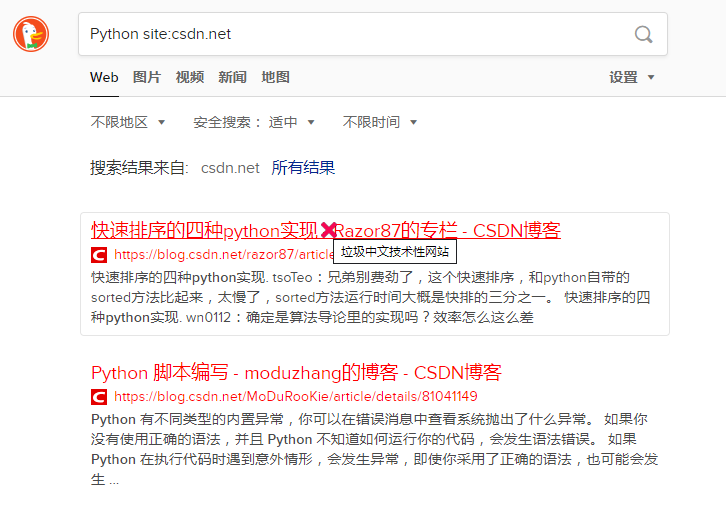 Python site:csdn.net
Web 图片 视频 新闻 地图 设置
不限地区 安全搜索： 适中 不限时间
搜索结果来自: csdn.net 所有结果
快速排序的四种python实现 Razor87的专栏 - CSDN博客
https://blog.csdn.net/razor87/article
垃圾中文技术性网站
快速排序的四种python实现. tsoTeo：兄弟别费劲了，这个快速排序，和python自带的
sorted方法比起来，太慢了，sorted方法运行时间大概是快排的三分之一。 快速排序的四
种python实现. wn0112：确定是算法导论里的实现吗？效率怎么这么差
Python 脚本编写 - moduzhang的博客 - CSDN博客
https://blog.csdn.net/MoDuRooKie/article/details/81041149
Python 有不同类型的内置异常，你可以在错误消息中查看系统抛出了什么异常。 如果你
没有使用正确的语法，并且 Python 不知道如何运行你的代码，会发生语法错误。 如果
Python 在执行代码时遇到意外情形，会发生异常，即使你采用了正确的语法，也可能会发
生 ...